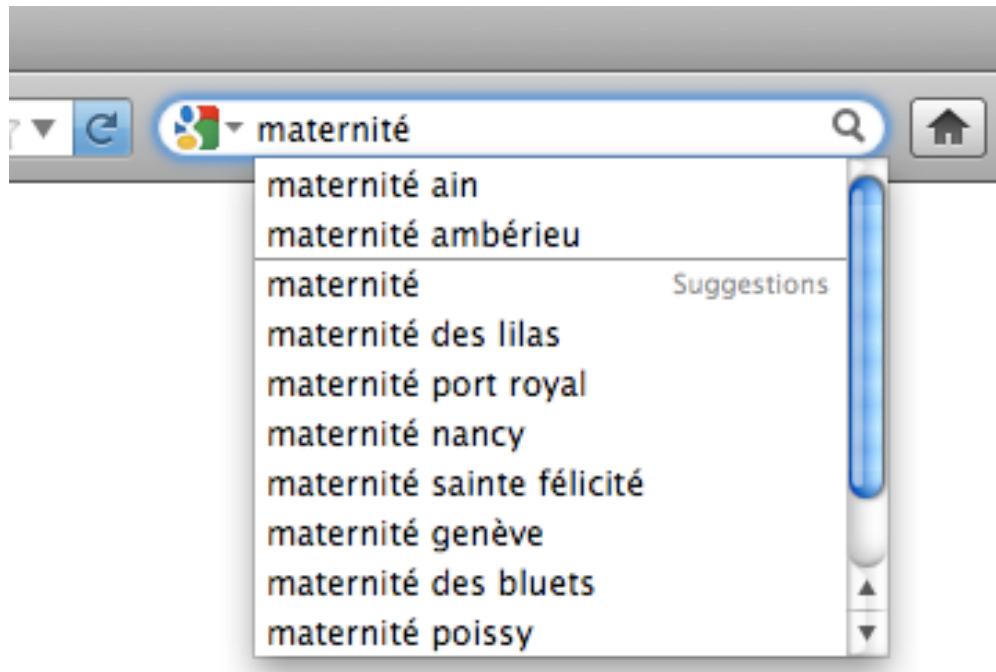 maternité
maternité ain
maternité ambérieu
maternité Suggestions
maternité des lilas
maternité port royal
maternité nancy
maternité sainte félicité
maternité genève
maternité des bluets
maternité poissy